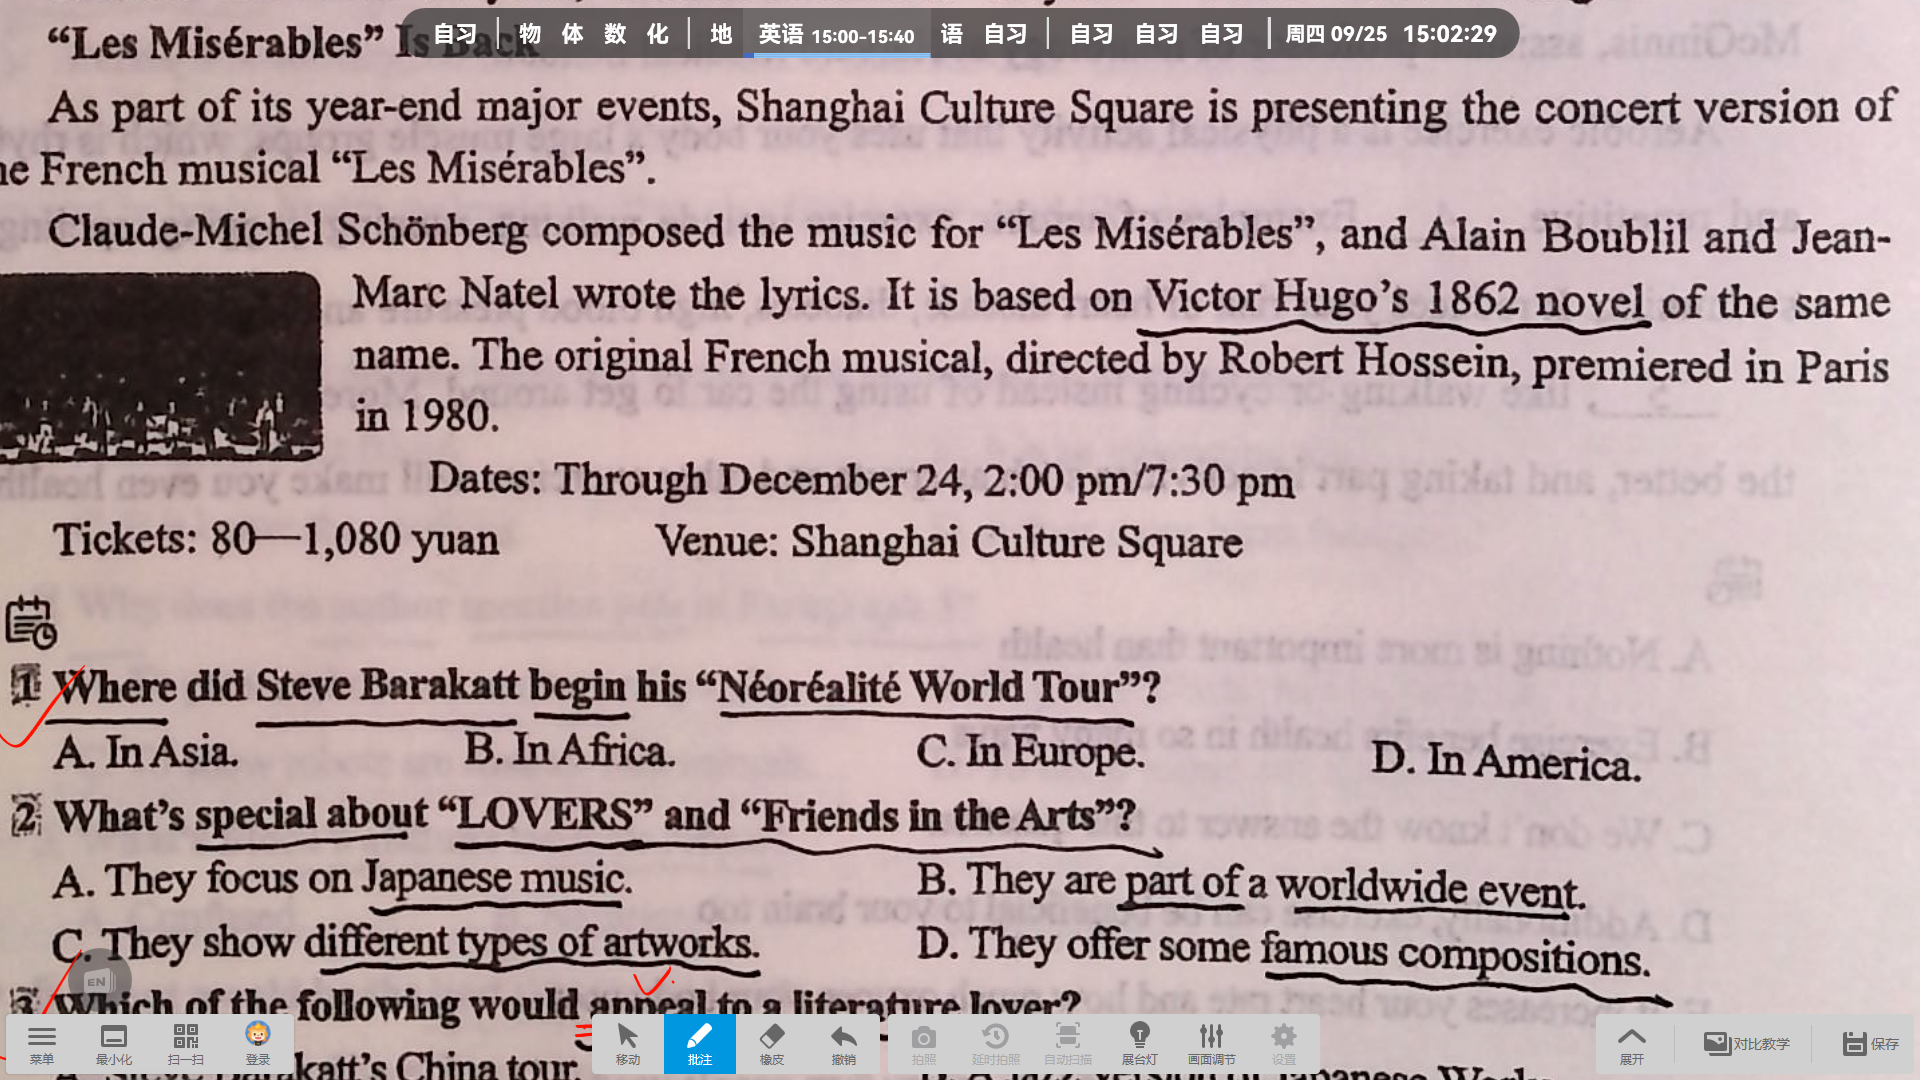 自习 物 体 数 化 地 英语 15:00-15:40 语 自习 自习 自习 自习 周四 09/25 15:02:29
“Les Misérables” Is Back
As part of its year-end major events, Shanghai Culture Square is presenting the concert version of
French musical “Les Misérables”.
Claude-Michel Schönberg composed the music for “Les Misérables”, and Alain Boublil and Jean-
Marc Natel wrote the lyrics. It is based on Victor Hugo’s 1862 novel of the same
name. The original French musical, directed by Robert Hossein, premiered in Paris
in 1980.
Dates: Through December 24, 2:00 pm/7:30 pm
Tickets: 80—1,080 yuan Venue: Shanghai Culture Square
1 Where did Steve Barakatt begin his “Néoréalité World Tour”?
A. In Asia. B. In Africa. C. In Europe. D. In America.
2 What’s special about “LOVERS” and “Friends in the Arts”?
A. They focus on Japanese music. B. They are part of a worldwide event.
C. They show different types of artworks. D. They offer some famous compositions.
EN
3 Which of the following would appeal to a literature lover?
China tour.
菜单 最小化 扫一扫 登录 移动 批注 橡皮 撤销 拍照 延时拍照 自动扫描 展台灯 画面调节 设置 展开 对比教学 保存